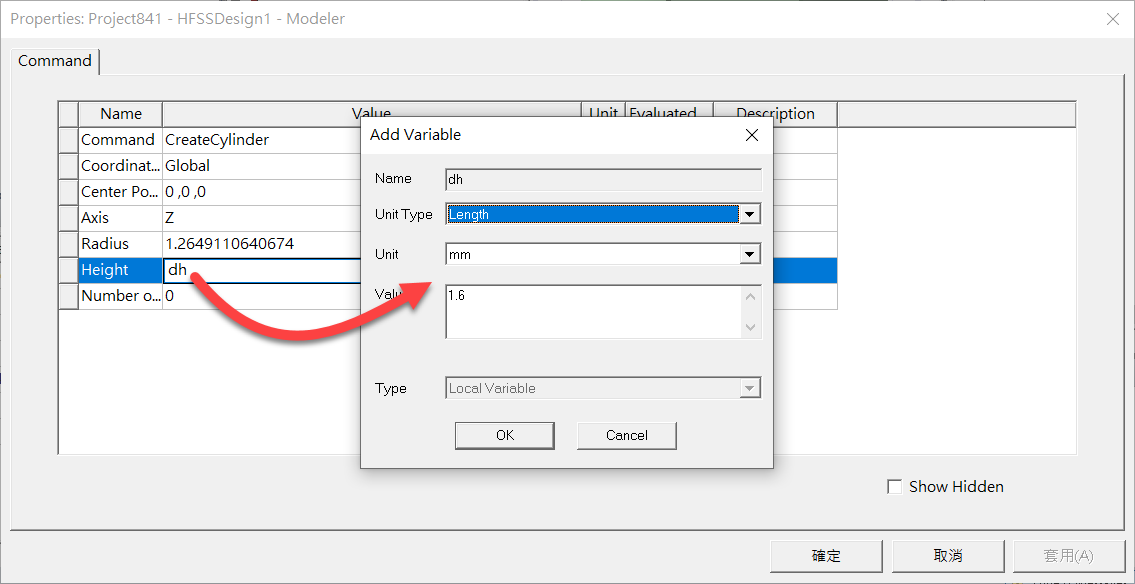 Properties: Project841 - HFSSDesign1 - Modeler
Command
Name Value Unit Evaluated Description
Command CreateCylinder
Coordinat... Global
Center Po... 0 ,0 ,0
Axis Z
Radius 1.2649110640674
Height dh
Number o... 0
Add Variable
Name dh
Unit Type Length
Unit mm
1.6
Type Local Variable
OK Cancel
Show Hidden
確定 取消 套用(A)